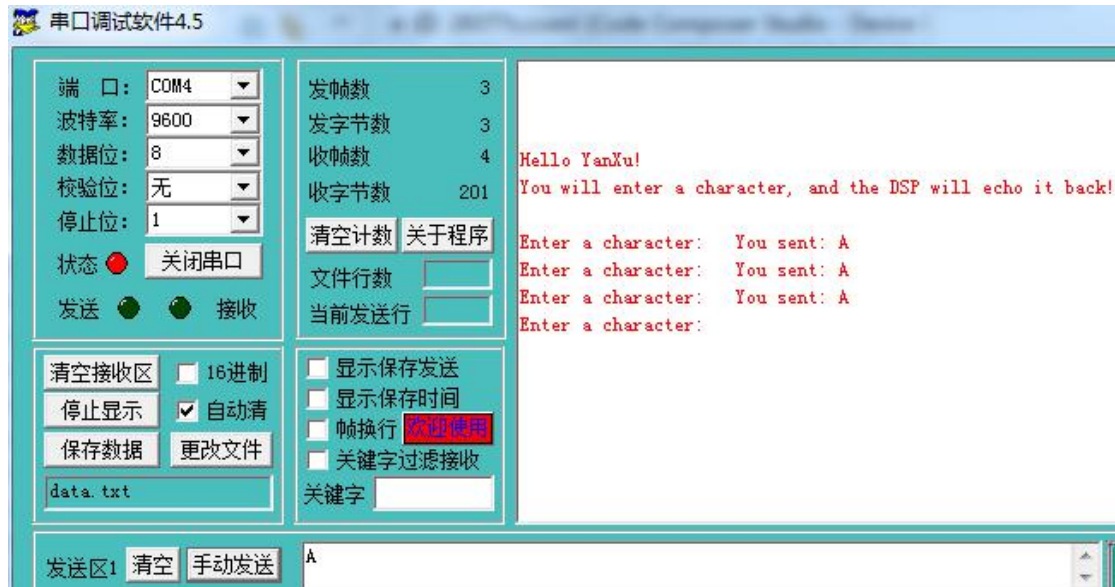 串口调试软件4.5
端 口: COM4
波特率: 9600
数据位: 8
校验位: 无
停止位: 1
状态 关闭串口
发送 接收
发帧数 3
发字节数 3
收帧数 4
收字节数 201
清空计数 关于程序
文件行数
当前发送行
Hello YanXu!
You will enter a character, and the DSP will echo it back!
Enter a character: You sent: A
Enter a character: You sent: A
Enter a character: You sent: A
Enter a character:
清空接收区 16进制
停止显示 自动清
保存数据 更改文件
data.txt
显示保存发送
显示保存时间
帧换行 欢迎使用
关键字过滤接收
关键字
发送区1 清空 手动发送 A